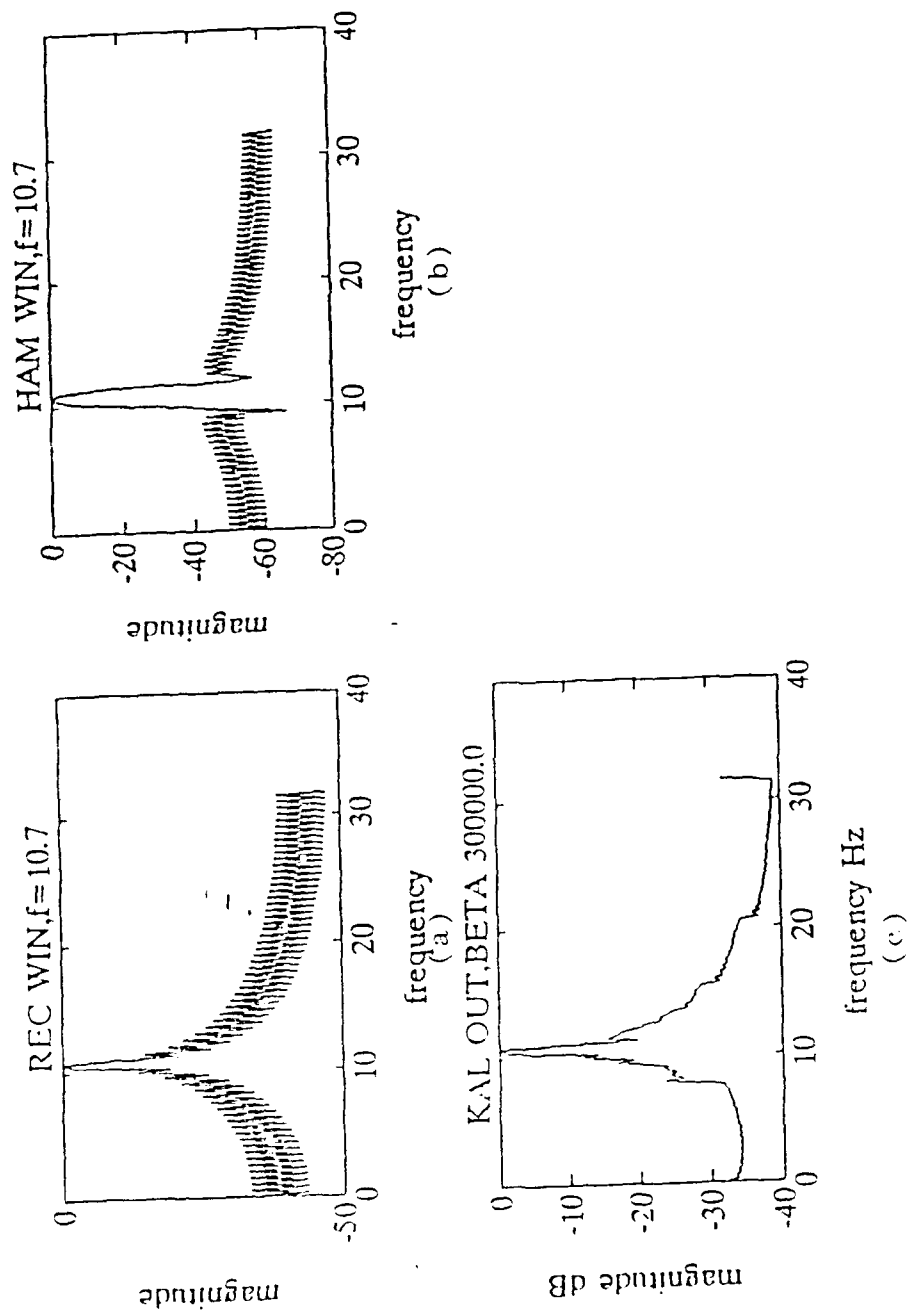 REC WIN,f=10.7
0
-50
0 10 20 30 40
magnitude
frequency
(a)
HAM WIN,f=10.7
0
-20
-40
-60
-80
0 10 20 30 40
magnitude
frequency
(b)
KAL OUT,BETA 300000.0
0
-10
-20
-30
-40
0 10 20 30 40
magnitude dB
frequency Hz
(c)